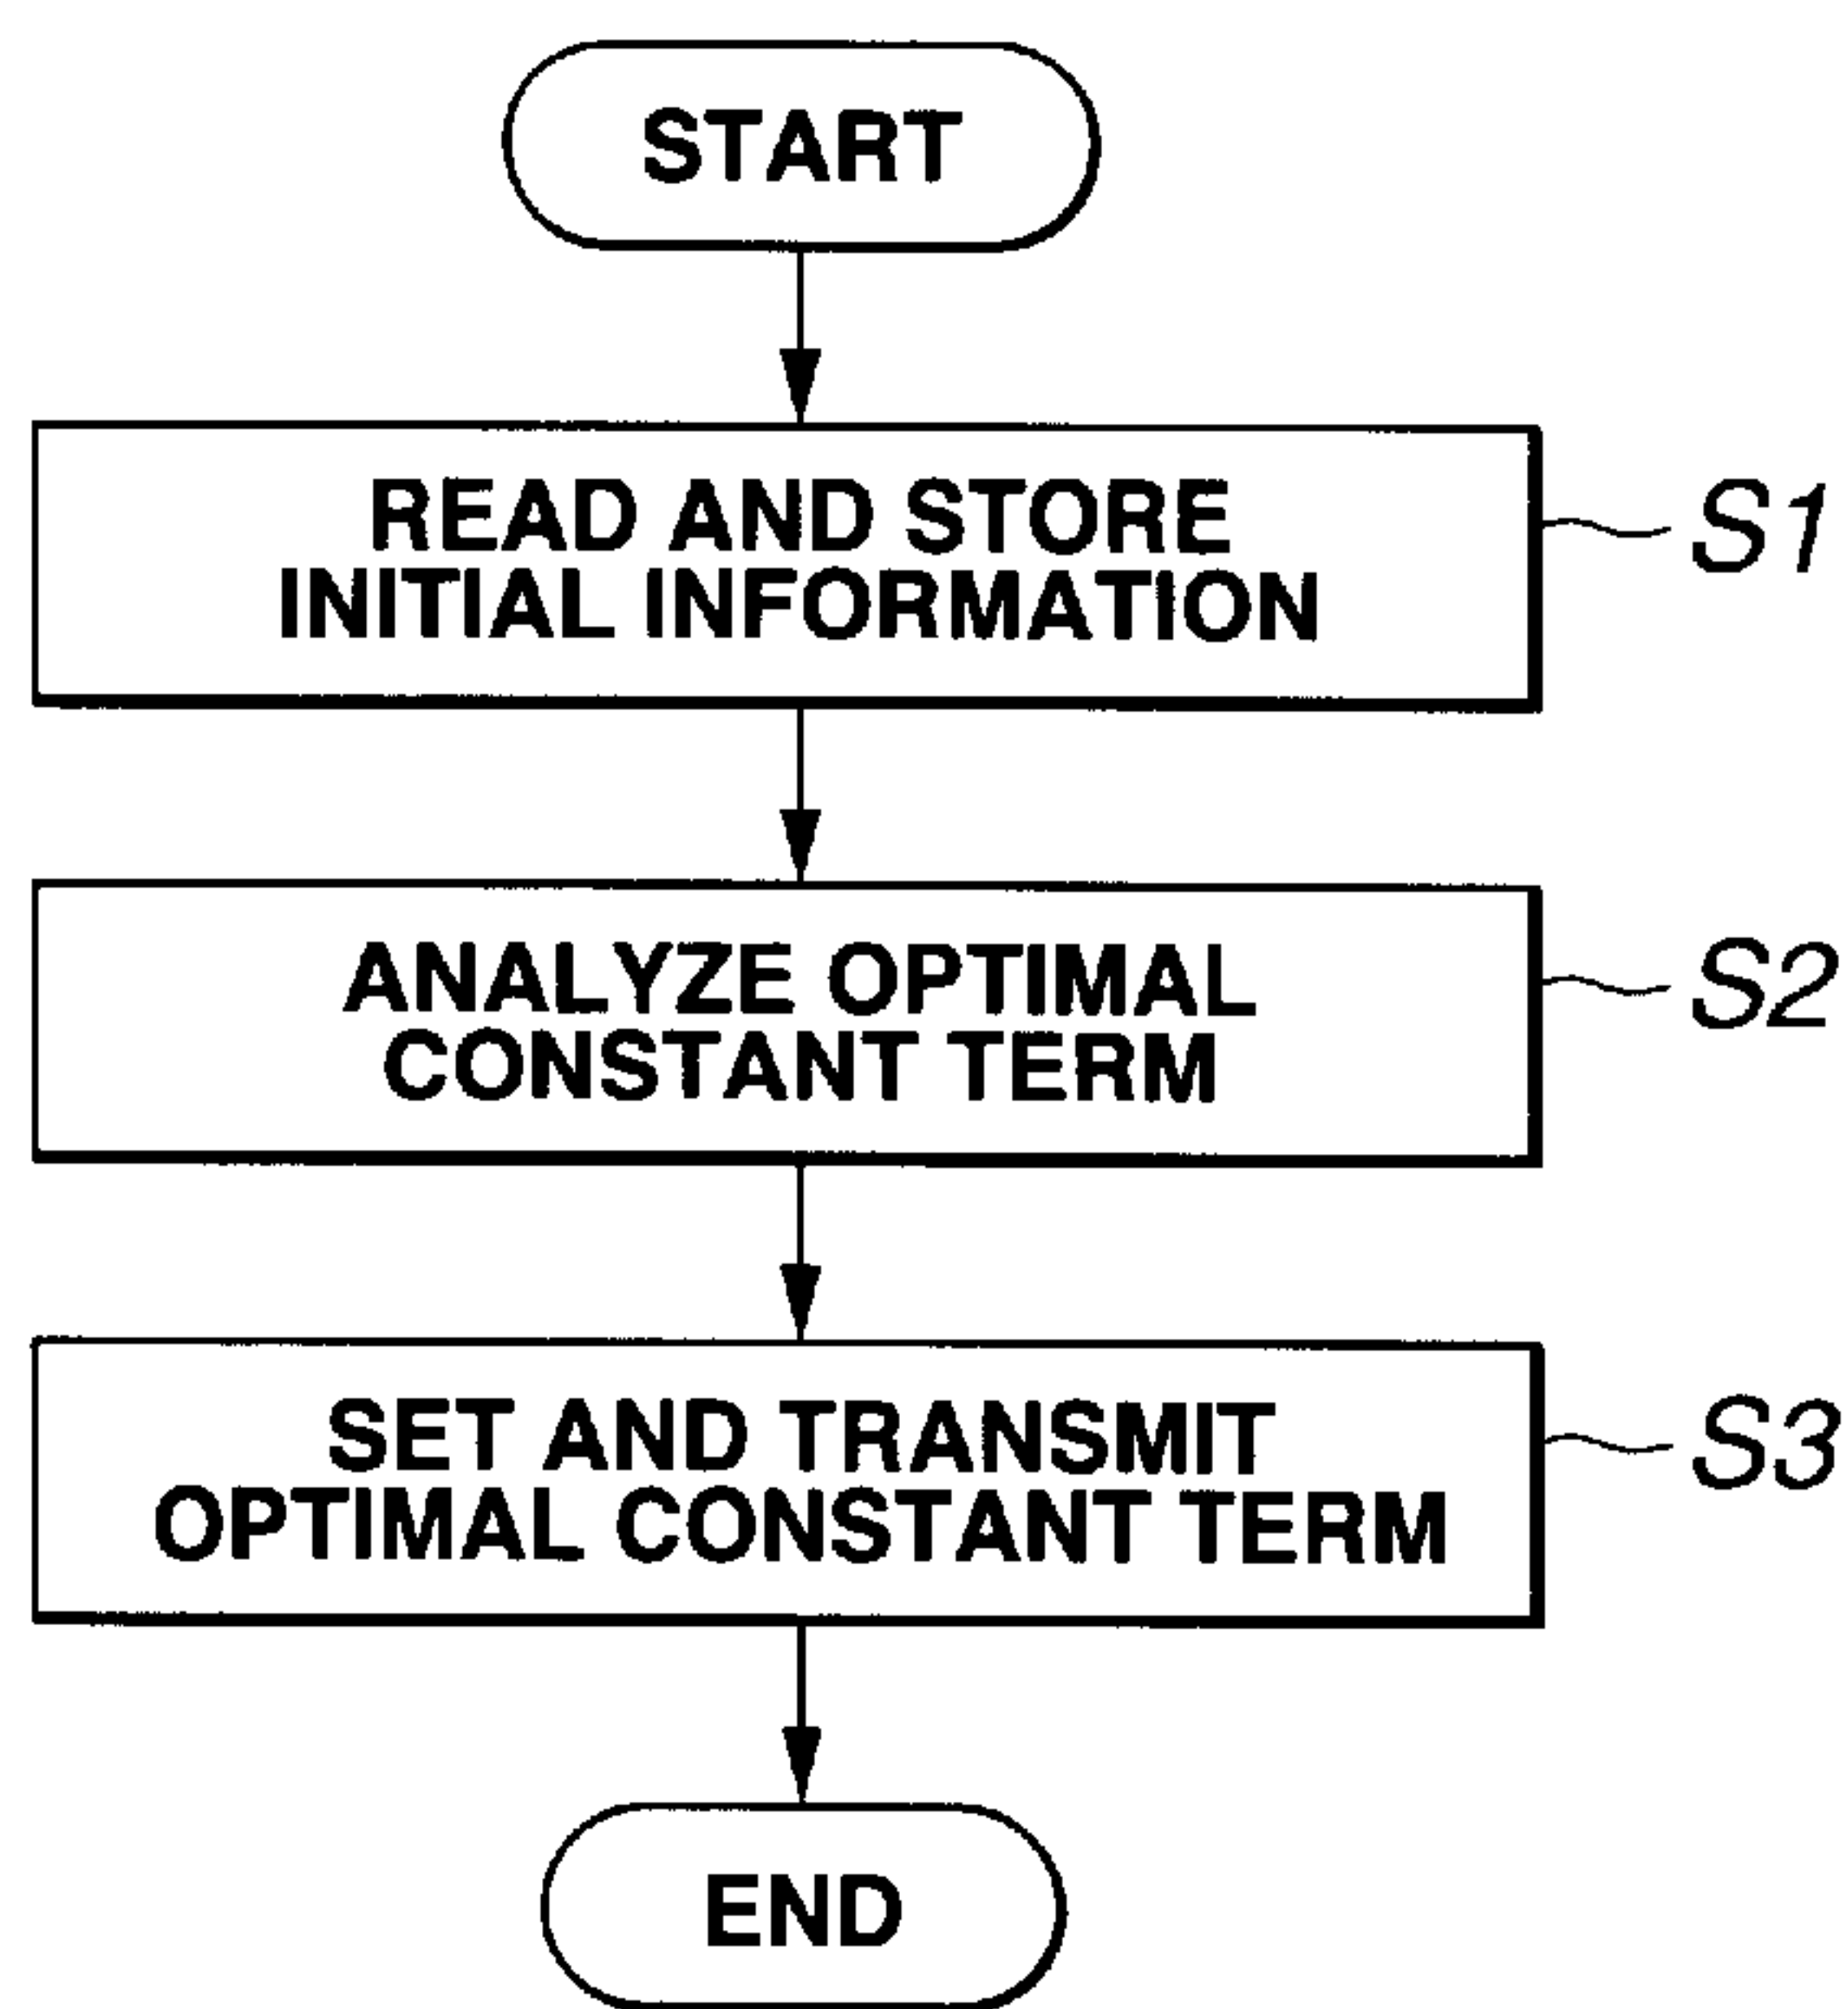 START
READ AND STORE
INITIAL INFORMATION
S1
ANALYZE OPTIMAL
CONSTANT TERM
S2
SET AND TRANSMIT
OPTIMAL CONSTANT TERM
S3
END